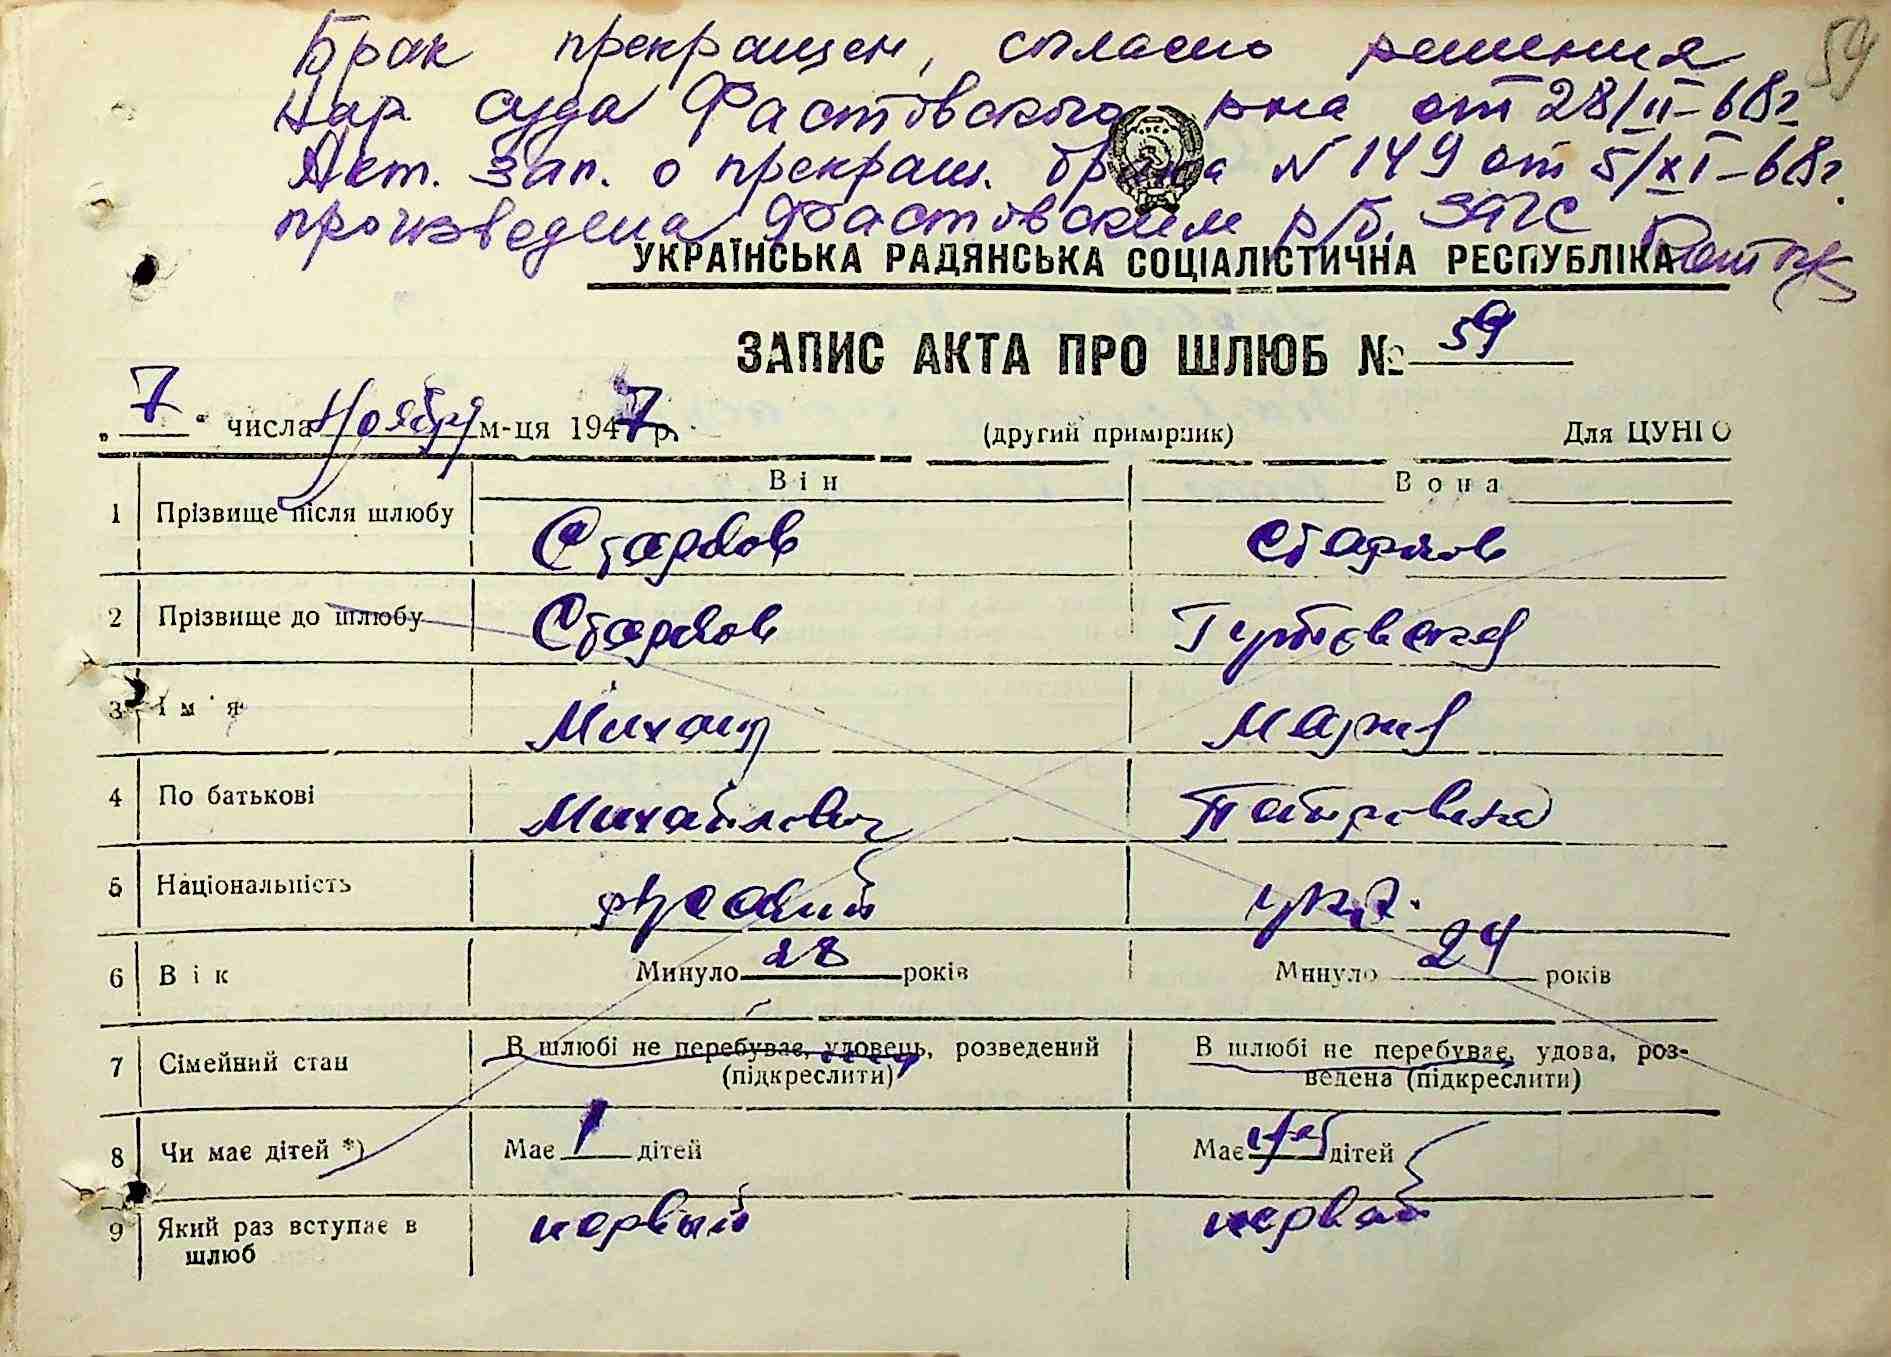 59
Брак прекращен, согласно решения
Нар. суда Фастовского р-на от 28/II-68г.
Акт. зап. о прекращ. брака N 149 от 5/XI-68г.
произведена Фастовским р/б. ЗАГС
УКРАЇНСЬКА РАДЯНСЬКА СОЦІАЛІСТИЧНА РЕСПУБЛІКА
ЗАПИС АКТА ПРО ШЛЮБ № 59
„7“ числа Ноября м-ця 1947 р. (другий примірник) Для ЦУНГО
Він Вона
1 Прізвище після шлюбу
2 Прізвище до шлюбу
3 Ім'я Михаил Мария
4 По батькові Михайлович Петровна
5 Національність русский укр.
6 Вік Минуло 28 років Минуло 24 років
7 Сімейний стан В шлюбі не перебуває, удовець, розведений В шлюбі не перебуває, удова, роз-
(підкреслити) ведена (підкреслити)
8 Чи має дітей *) Має 1 дітей Має дітей
9 Який раз вступає в первый первый
шлюб